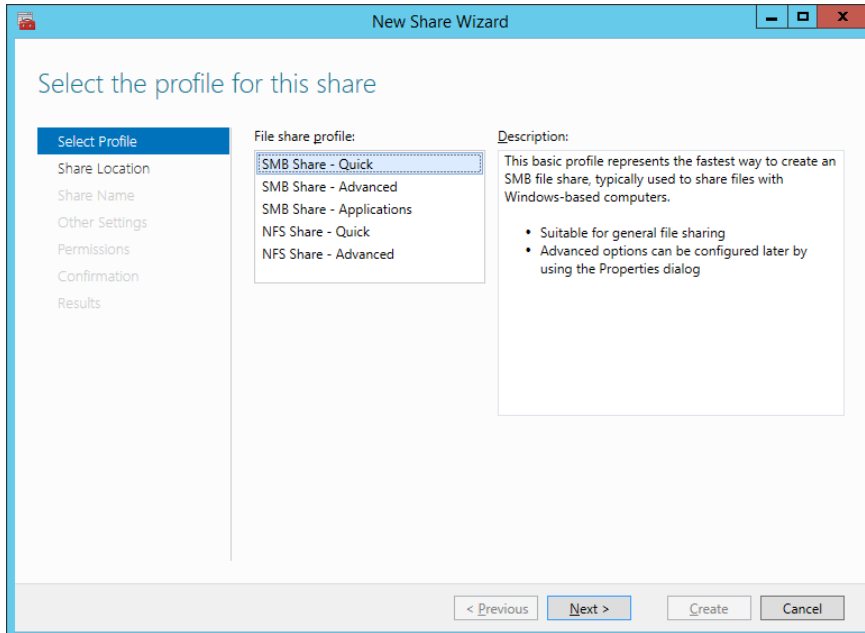 New Share Wizard
Select the profile for this share
Select Profile
Share Location
Share Name
Other Settings
Permissions
Confirmation
Results
File share profile:
SMB Share - Quick
SMB Share - Advanced
SMB Share - Applications
NFS Share - Quick
NFS Share - Advanced
Description:
This basic profile represents the fastest way to create an
SMB file share, typically used to share files with
Windows-based computers.
• Suitable for general file sharing
• Advanced options can be configured later by
using the Properties dialog
< Previous
Next >
Create
Cancel